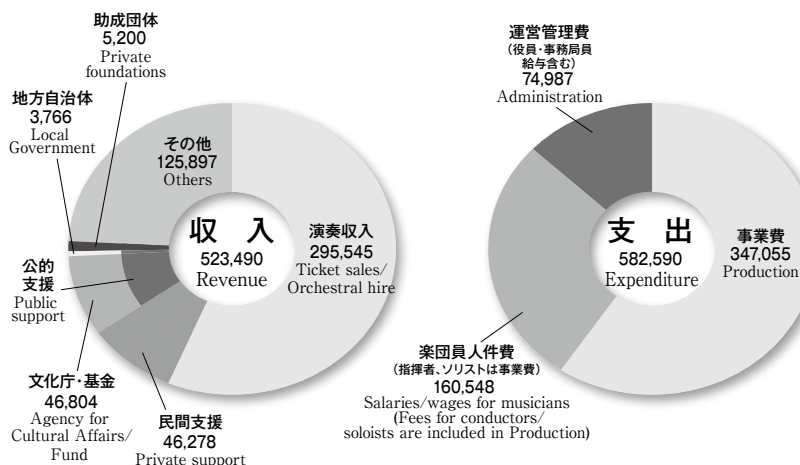 助成団体
5,200
Private
foundations
地方自治体
3,766
Local
Government
その他
125,897
Others
収 入
523,490
Revenue
演奏収入
295,545
Ticket sales/
Orchestral hire
公的
支援
Public
support
文化庁・基金
46,804
Agency for
Cultural Affairs/
Fund
民間支援
46,278
Private support
運営管理費
(役員・事務局員
給与含む)
74,987
Administration
支 出
582,590
Expenditure
事業費
347,055
Production
楽団員人件費
(指揮者、ソリストは事業費)
160,548
Salaries/wages for musicians
(Fees for conductors/
soloists are included in Production)